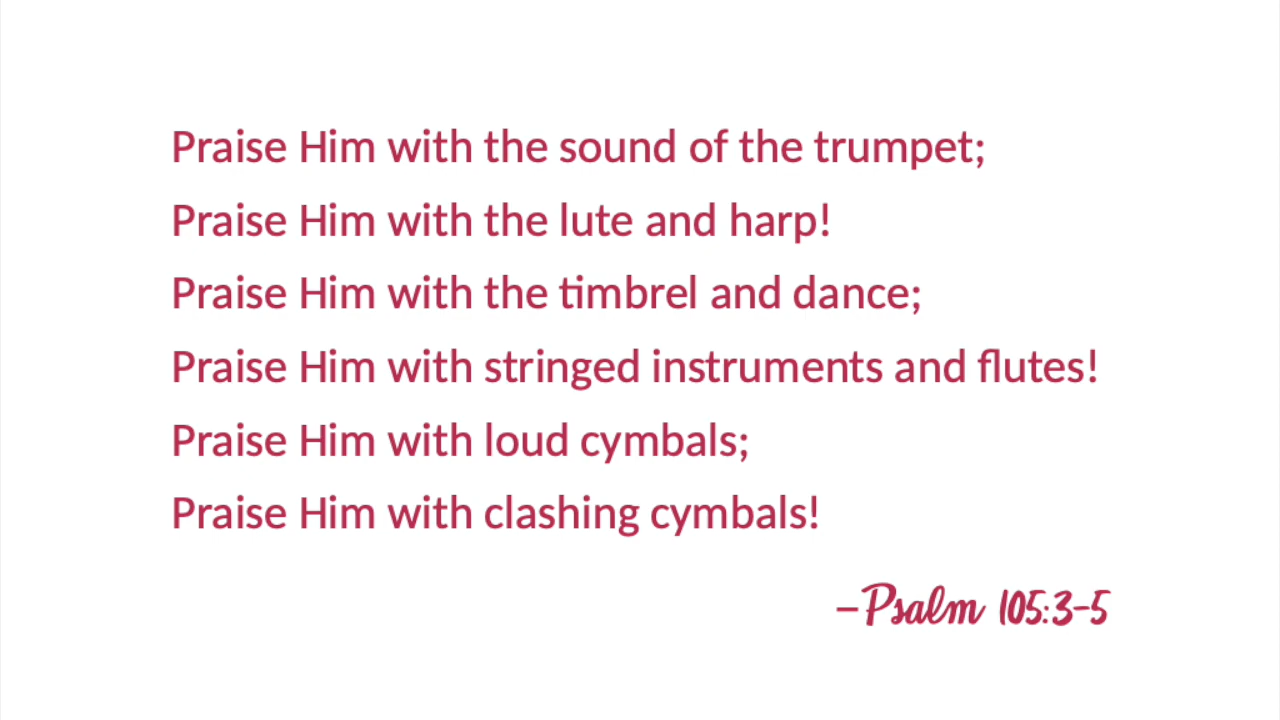 Praise Him with the sound of the trumpet;
Praise Him with the lute and harp!
Praise Him with the timbrel and dance;
Praise Him with stringed instruments and flutes!
Praise Him with loud cymbals;
Praise Him with clashing cymbals!
–Psalm 105:3-5